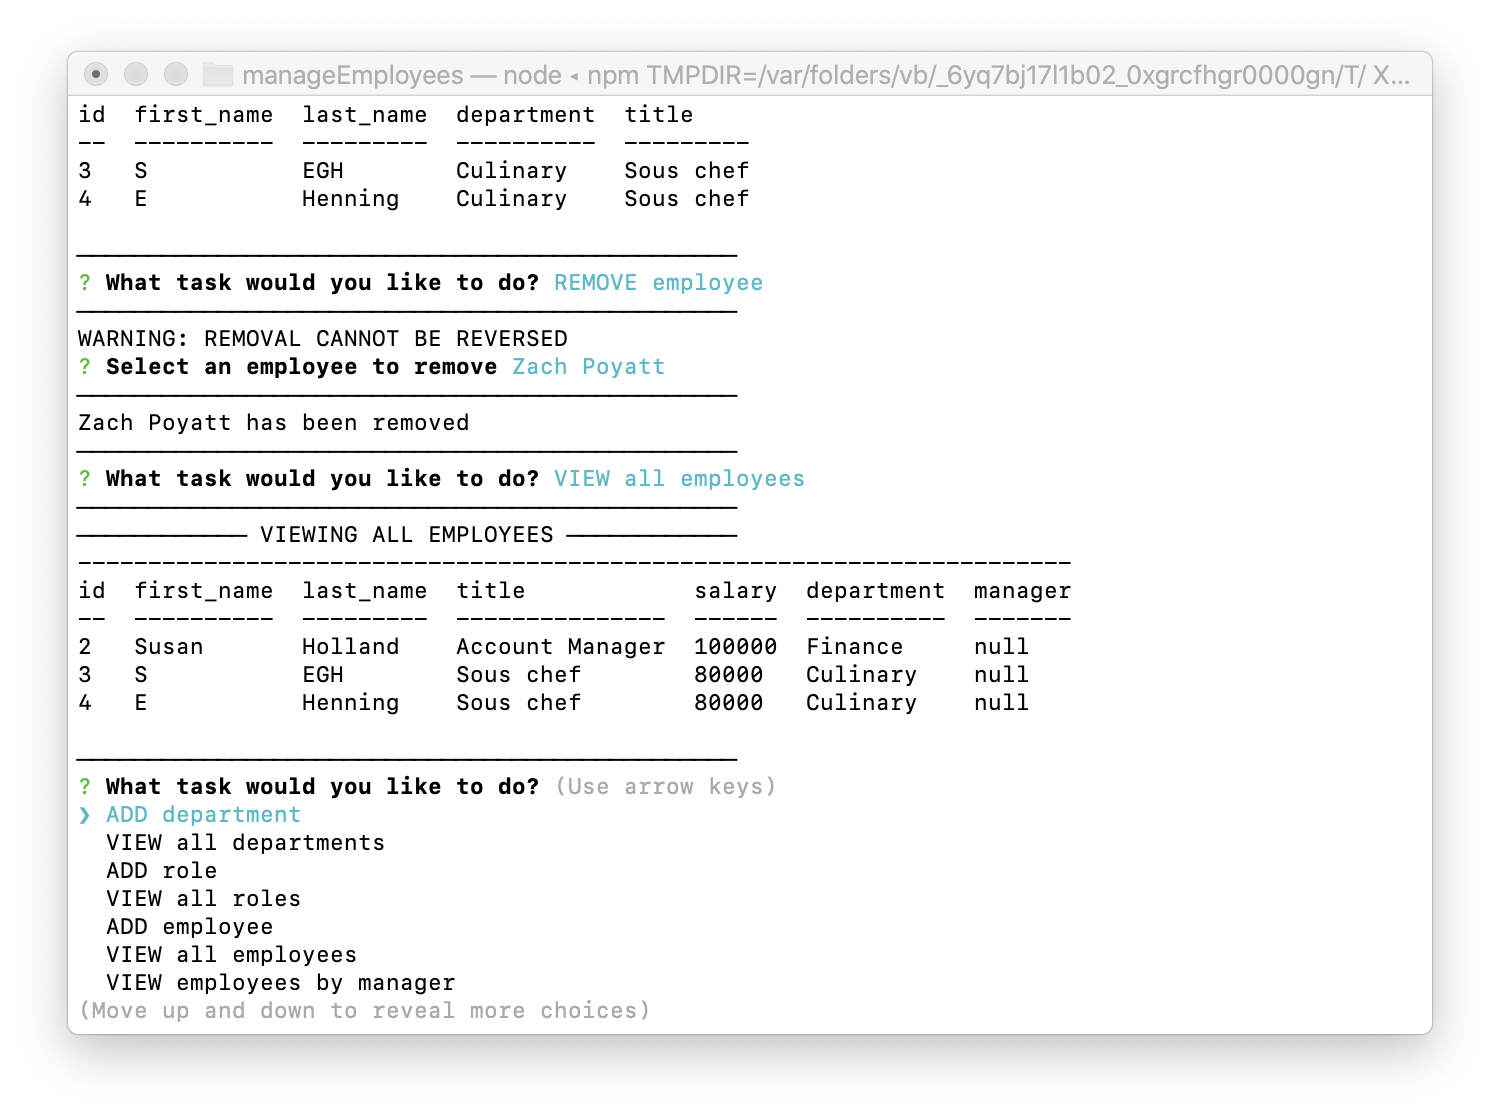 manageEmployees — node ◂ npm TMPDIR=/var/folders/vb/_6yq7bj17l1b02_0xgrcfhgr0000gn/T/ X...
id  first_name  last_name  department  title
--  ----------  ---------  ----------  ---------
3   S           EGH        Culinary    Sous chef
4   E           Henning    Culinary    Sous chef
? What task would you like to do? REMOVE employee
WARNING: REMOVAL CANNOT BE REVERSED
? Select an employee to remove Zach Poyatt
Zach Poyatt has been removed
? What task would you like to do? VIEW all employees
──────────── VIEWING ALL EMPLOYEES ────────────
-----------------------------------------------------------------------
id  first_name  last_name  title            salary  department  manager
--  ----------  ---------  ---------------  ------  ----------  -------
2   Susan       Holland    Account Manager  100000  Finance     null
3   S           EGH        Sous chef        80000   Culinary    null
4   E           Henning    Sous chef        80000   Culinary    null
? What task would you like to do? (Use arrow keys)
❯ ADD department
  VIEW all departments
  ADD role
  VIEW all roles
  ADD employee
  VIEW all employees
  VIEW employees by manager
(Move up and down to reveal more choices)